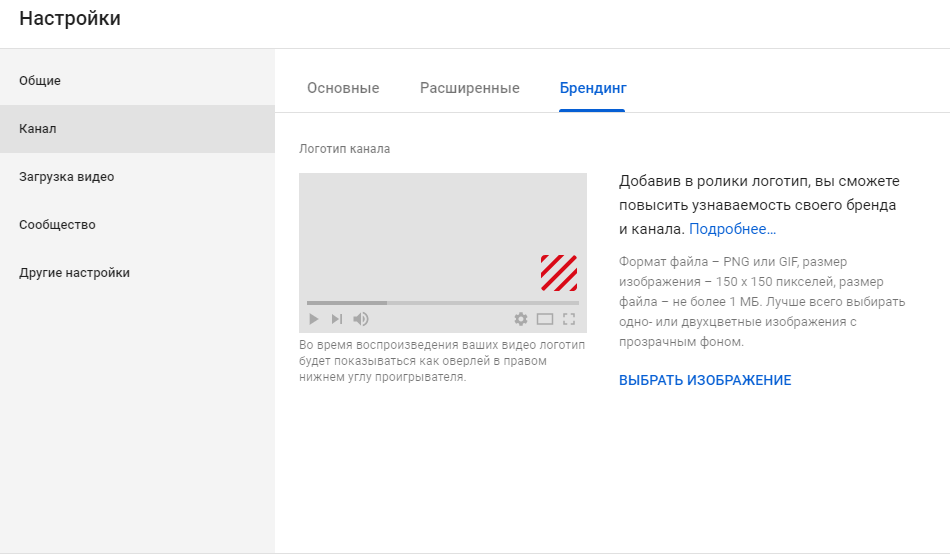 Настройки
Общие
Канал
Загрузка видео
Сообщество
Другие настройки
Основные
Расширенные
Брендинг
Логотип канала
Во время воспроизведения ваших видео логотип
будет показываться как оверлей в правом
нижнем углу проигрывателя.
Добавив в ролики логотип, вы сможете
повысить узнаваемость своего бренда
и канала. Подробнее…
Формат файла – PNG или GIF, размер
изображения – 150 x 150 пикселей, размер
файла – не более 1 МБ. Лучше всего выбирать
одно- или двухцветные изображения с
прозрачным фоном.
ВЫБРАТЬ ИЗОБРАЖЕНИЕ